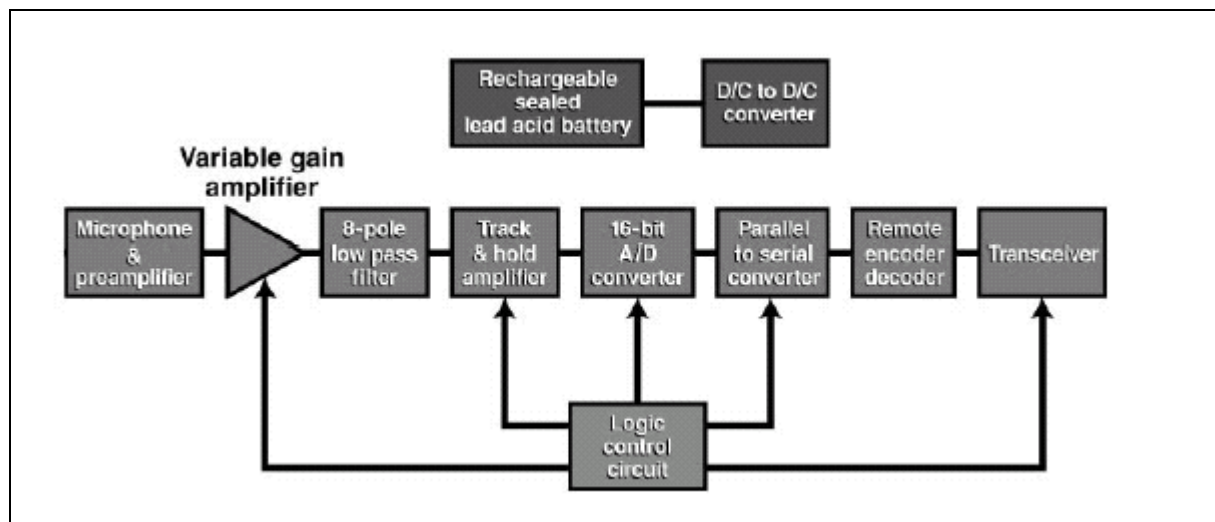 Rechargeable
sealed
lead acid battery
D/C to D/C
converter
Variable gain
amplifier
Microphone
&
preamplifier
8-pole
low pass
filter
Track
& hold
amplifier
16-bit
A/D
converter
Parallel
to serial
converter
Remote
encoder
decoder
Transceiver
Logic
control
circuit